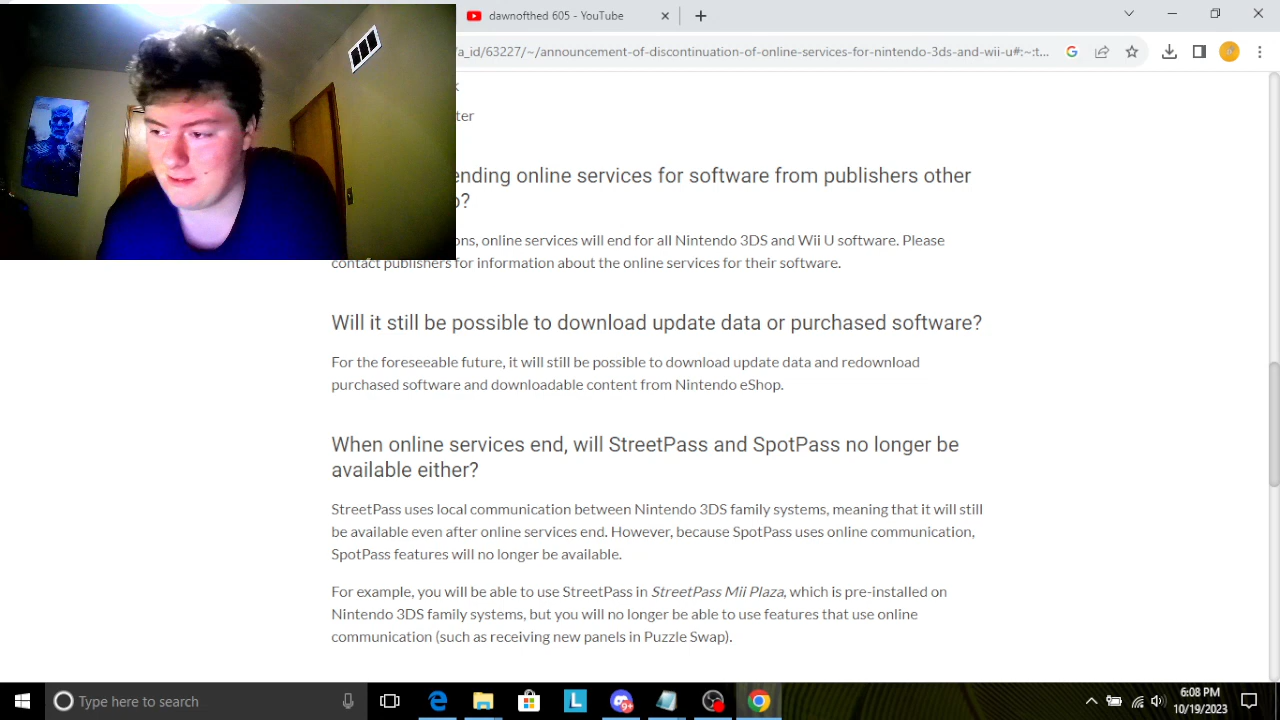 dawnofthed 605 - YouTube
/a_id/63227/~/announcement-of-discontinuation-of-online-services-for-nintendo-3ds-and-wii-u#:~:t...
k
ter
ending online services for software from publishers other
o?
ons, online services will end for all Nintendo 3DS and Wii U software. Please
contact publishers for information about the online services for their software.
Will it still be possible to download update data or purchased software?
For the foreseeable future, it will still be possible to download update data and redownload
purchased software and downloadable content from Nintendo eShop.
When online services end, will StreetPass and SpotPass no longer be
available either?
StreetPass uses local communication between Nintendo 3DS family systems, meaning that it will still
be available even after online services end. However, because SpotPass uses online communication,
SpotPass features will no longer be available.
For example, you will be able to use StreetPass in StreetPass Mii Plaza, which is pre-installed on
Nintendo 3DS family systems, but you will no longer be able to use features that use online
communication (such as receiving new panels in Puzzle Swap).
Type here to search
L
9+
6:08 PM
10/19/2023